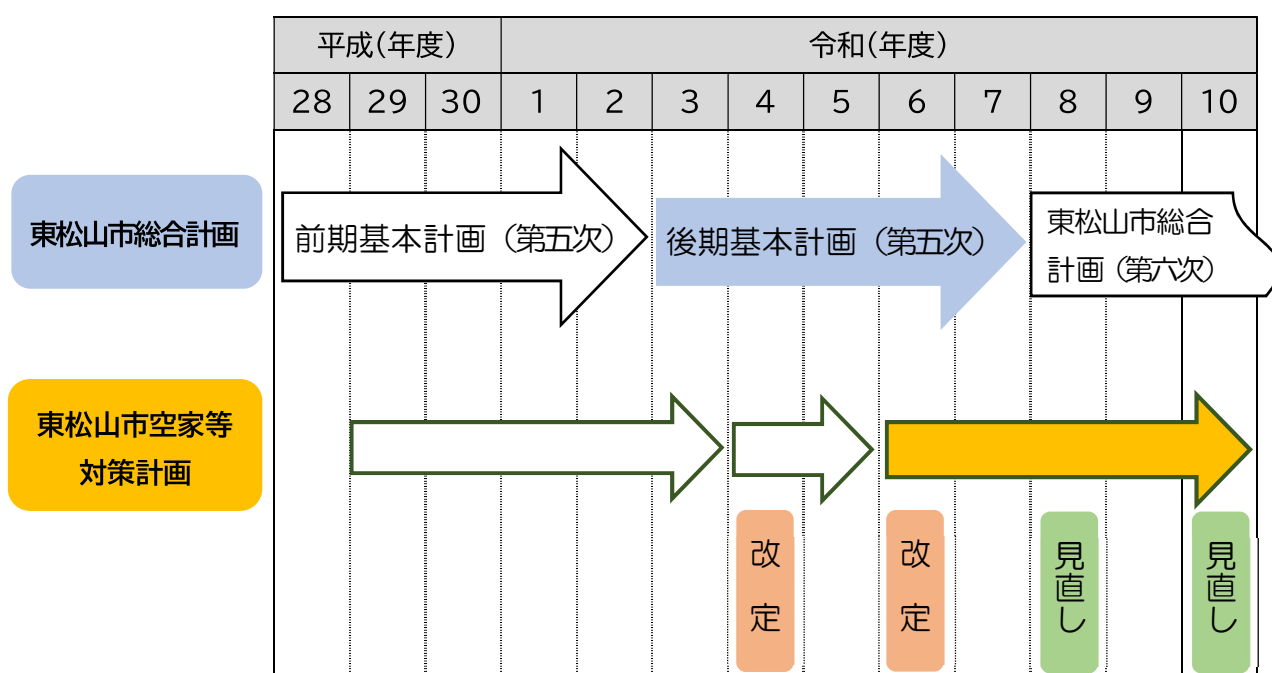 平成(年度)
令和(年度)
28
29
30
1
2
3
4
5
6
7
8
9
10
東松山市総合計画
前期基本計画（第五次）
後期基本計画（第五次）
東松山市総合
計画（第六次）
東松山市空家等
対策計画
改定
改定
見直し
見直し